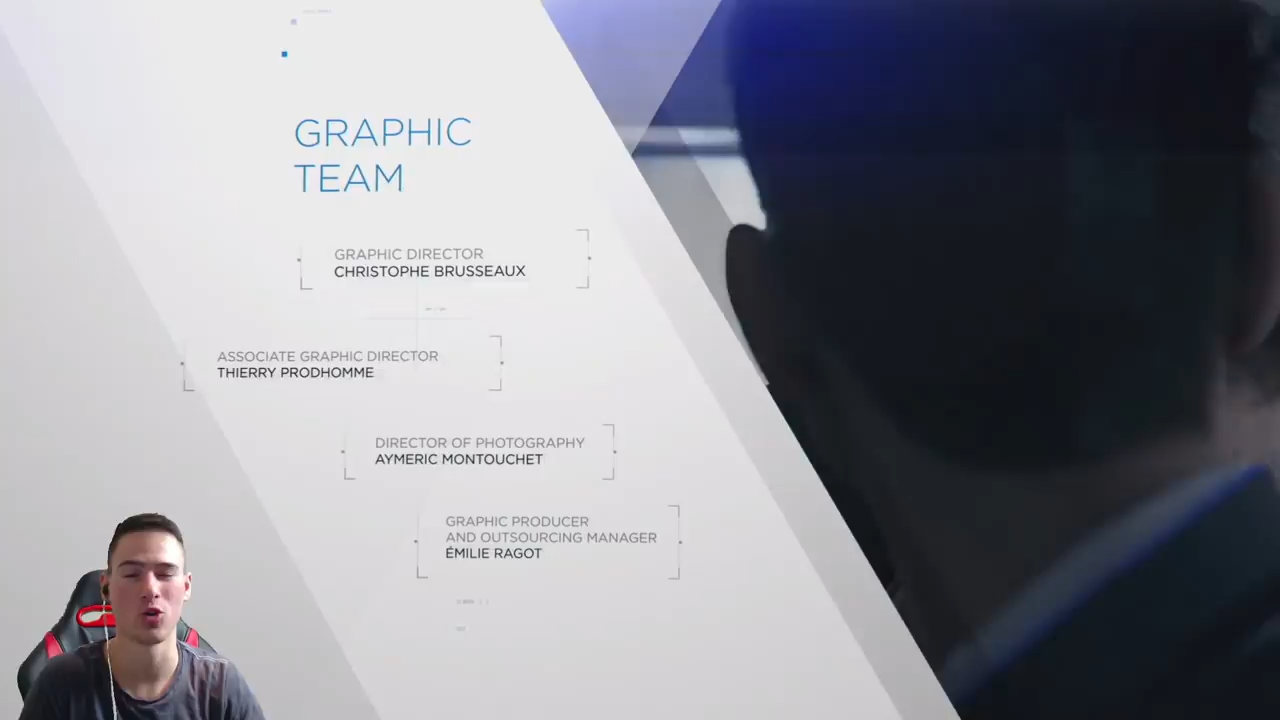 GRAPHIC
TEAM
GRAPHIC DIRECTOR
CHRISTOPHE BRUSSEAUX
ASSOCIATE GRAPHIC DIRECTOR
THIERRY PRODHOMME
DIRECTOR OF PHOTOGRAPHY
AYMERIC MONTOUCHET
GRAPHIC PRODUCER
AND OUTSOURCING MANAGER
ÉMILIE RAGOT